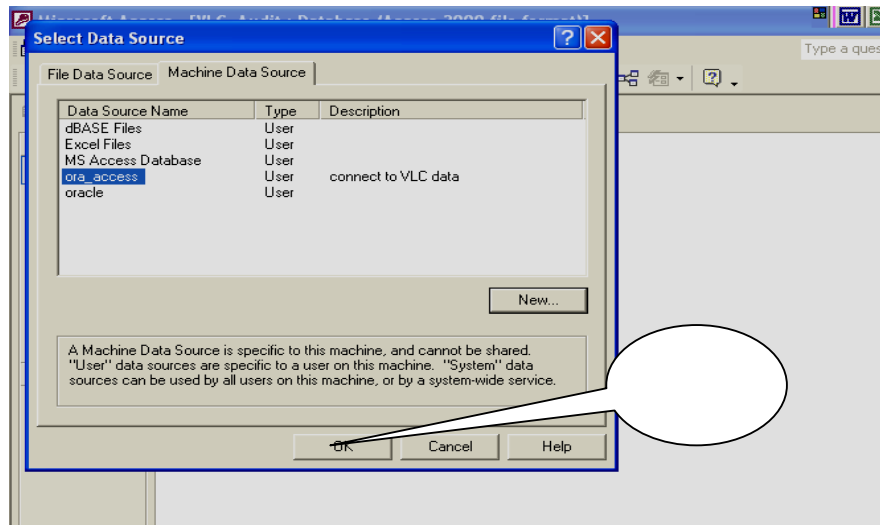 Select Data Source
Type a ques
File Data Source Machine Data Source
Data Source Name Type Description
dBASE Files User
Excel Files User
MS Access Database User
ora_access User connect to VLC data
oracle User
New...
A Machine Data Source is specific to this machine, and cannot be shared.
"User" data sources are specific to a user on this machine. "System" data
sources can be used by all users on this machine, or by a system-wide service.
OK Cancel Help